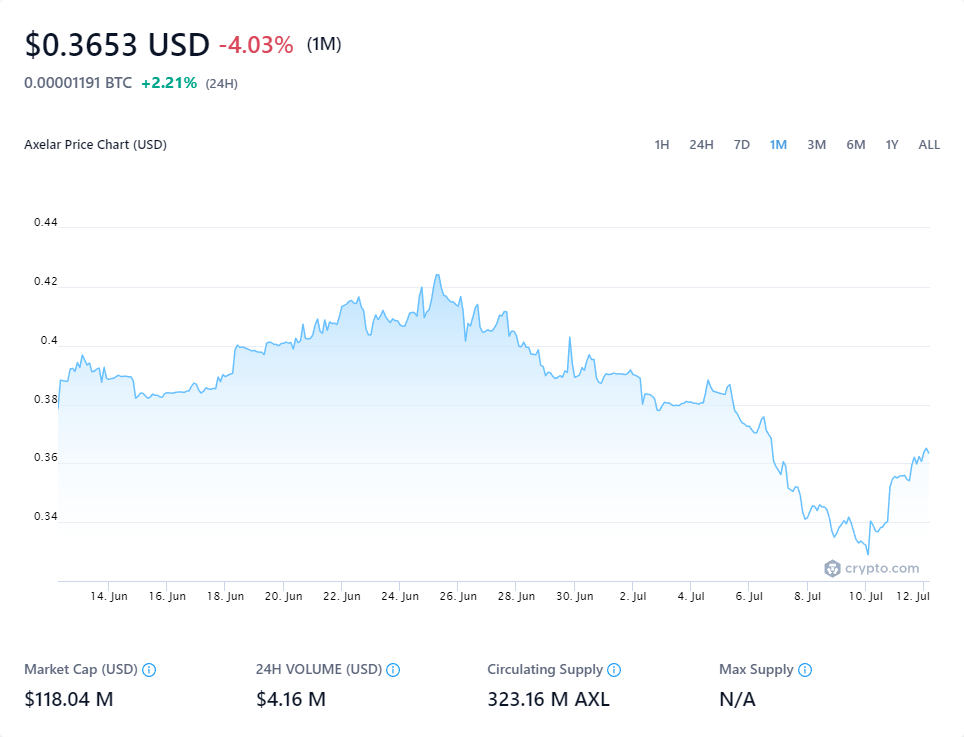 $0.3653 USD -4.03% (1M)
0.00001191 BTC +2.21% (24H)
Axelar Price Chart (USD) 1H 24H 7D 1M 3M 6M 1Y ALL
0.44
0.42
0.4
0.38
0.36
0.34
crypto.com
14. Jun 16. Jun 18. Jun 20. Jun 22. Jun 24. Jun 26. Jun 28. Jun 30. Jun 2. Jul 4. Jul 6. Jul 8. Jul 10. Jul 12. Jul
Market Cap (USD) 24H VOLUME (USD) Circulating Supply Max Supply
$118.04 M $4.16 M 323.16 M AXL N/A